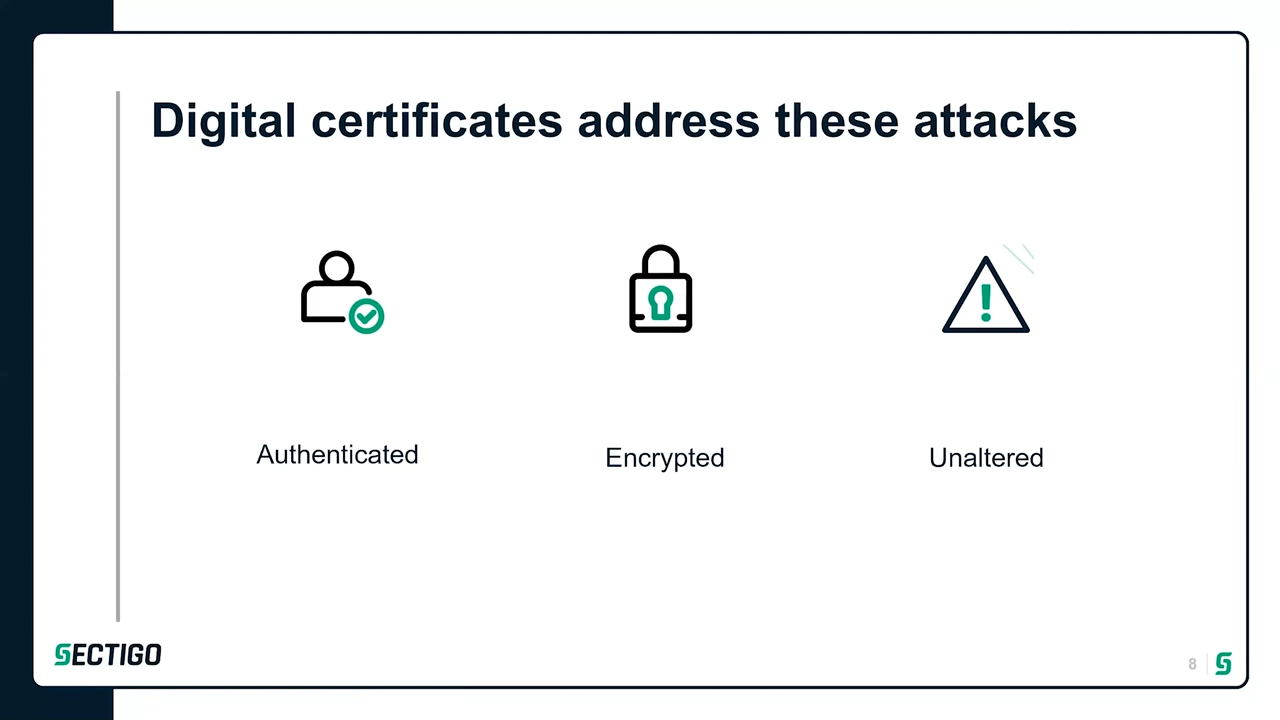 Digital certificates address these attacks
Authenticated
Encrypted
Unaltered
SECTIGO
8